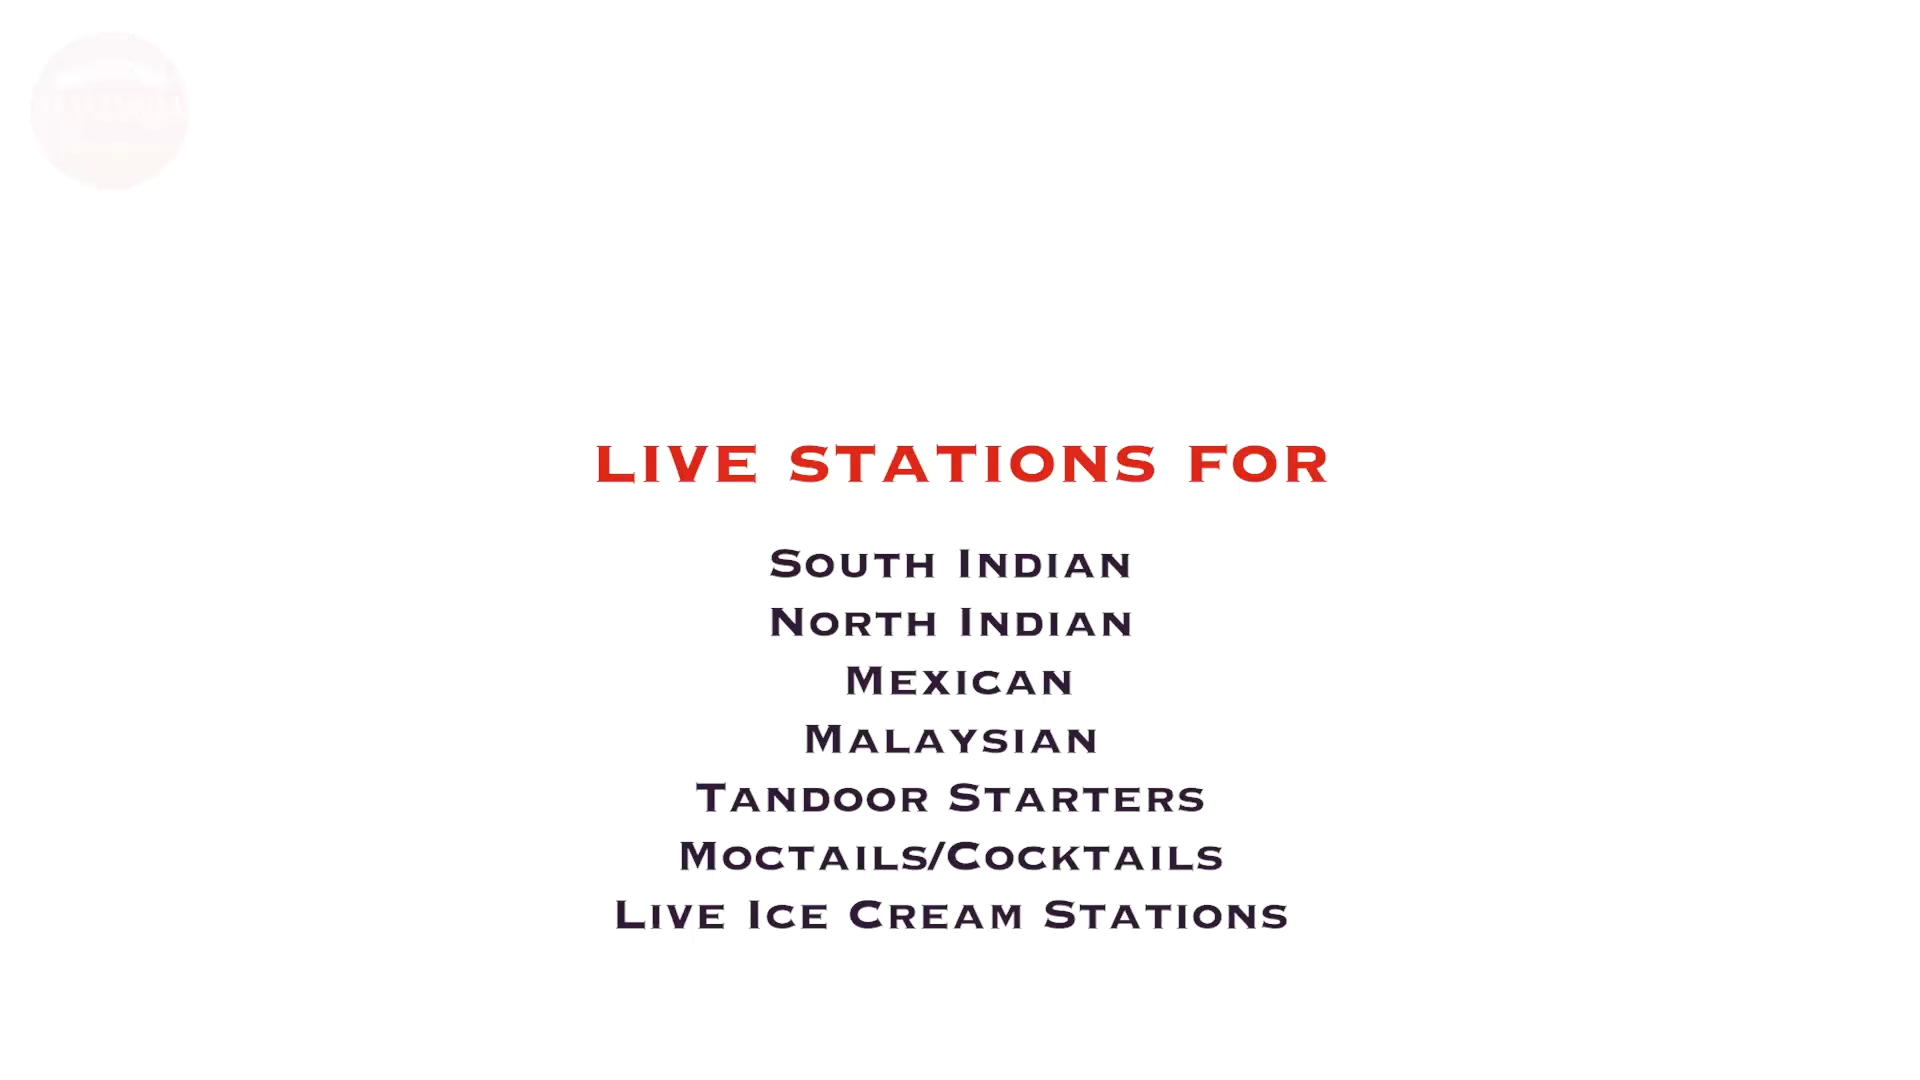 LIVE STATIONS FOR
South Indian
North Indian
Mexican
Malaysian
Tandoor Starters
Moctails/Cocktails
Live Ice Cream Stations